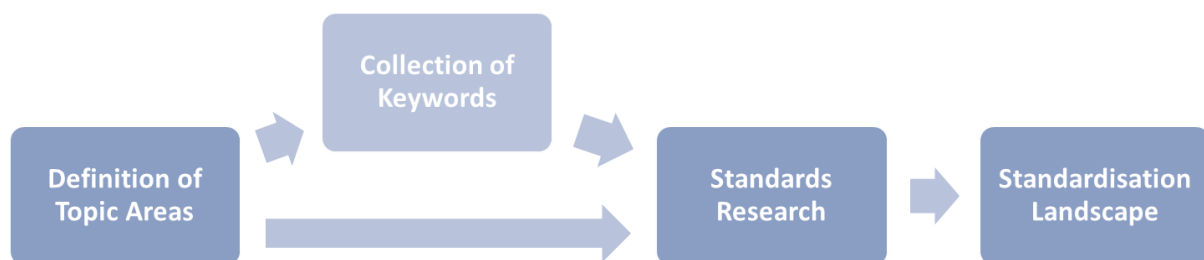 Collection of
Keywords
Definition of
Topic Areas
Standards
Research
Standardisation
Landscape